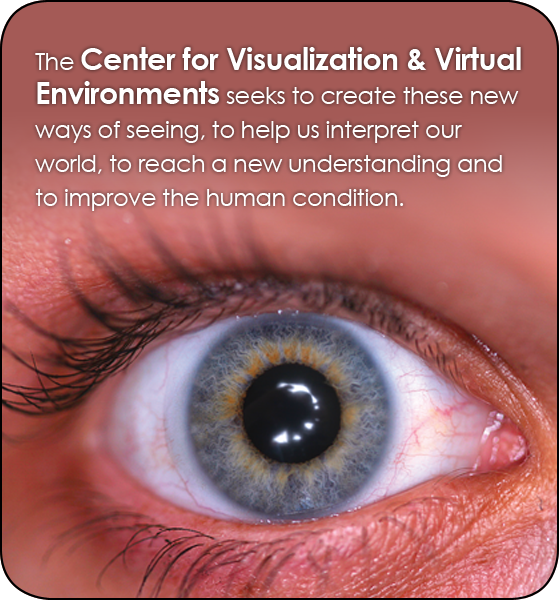 The Center for Visualization & Virtual
Environments seeks to create these new
ways of seeing, to help us interpret our
world, to reach a new understanding and
to improve the human condition.